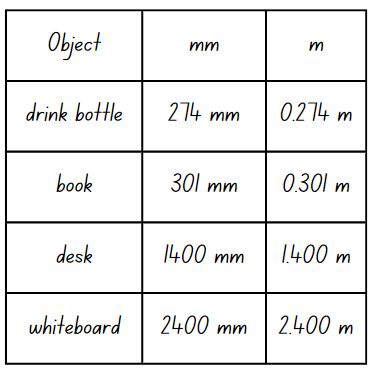 Object mm m
drink bottle 274 mm 0.274 m
book 301 mm 0.301 m
desk 1400 mm 1.400 m
whiteboard 2400 mm 2.400 m